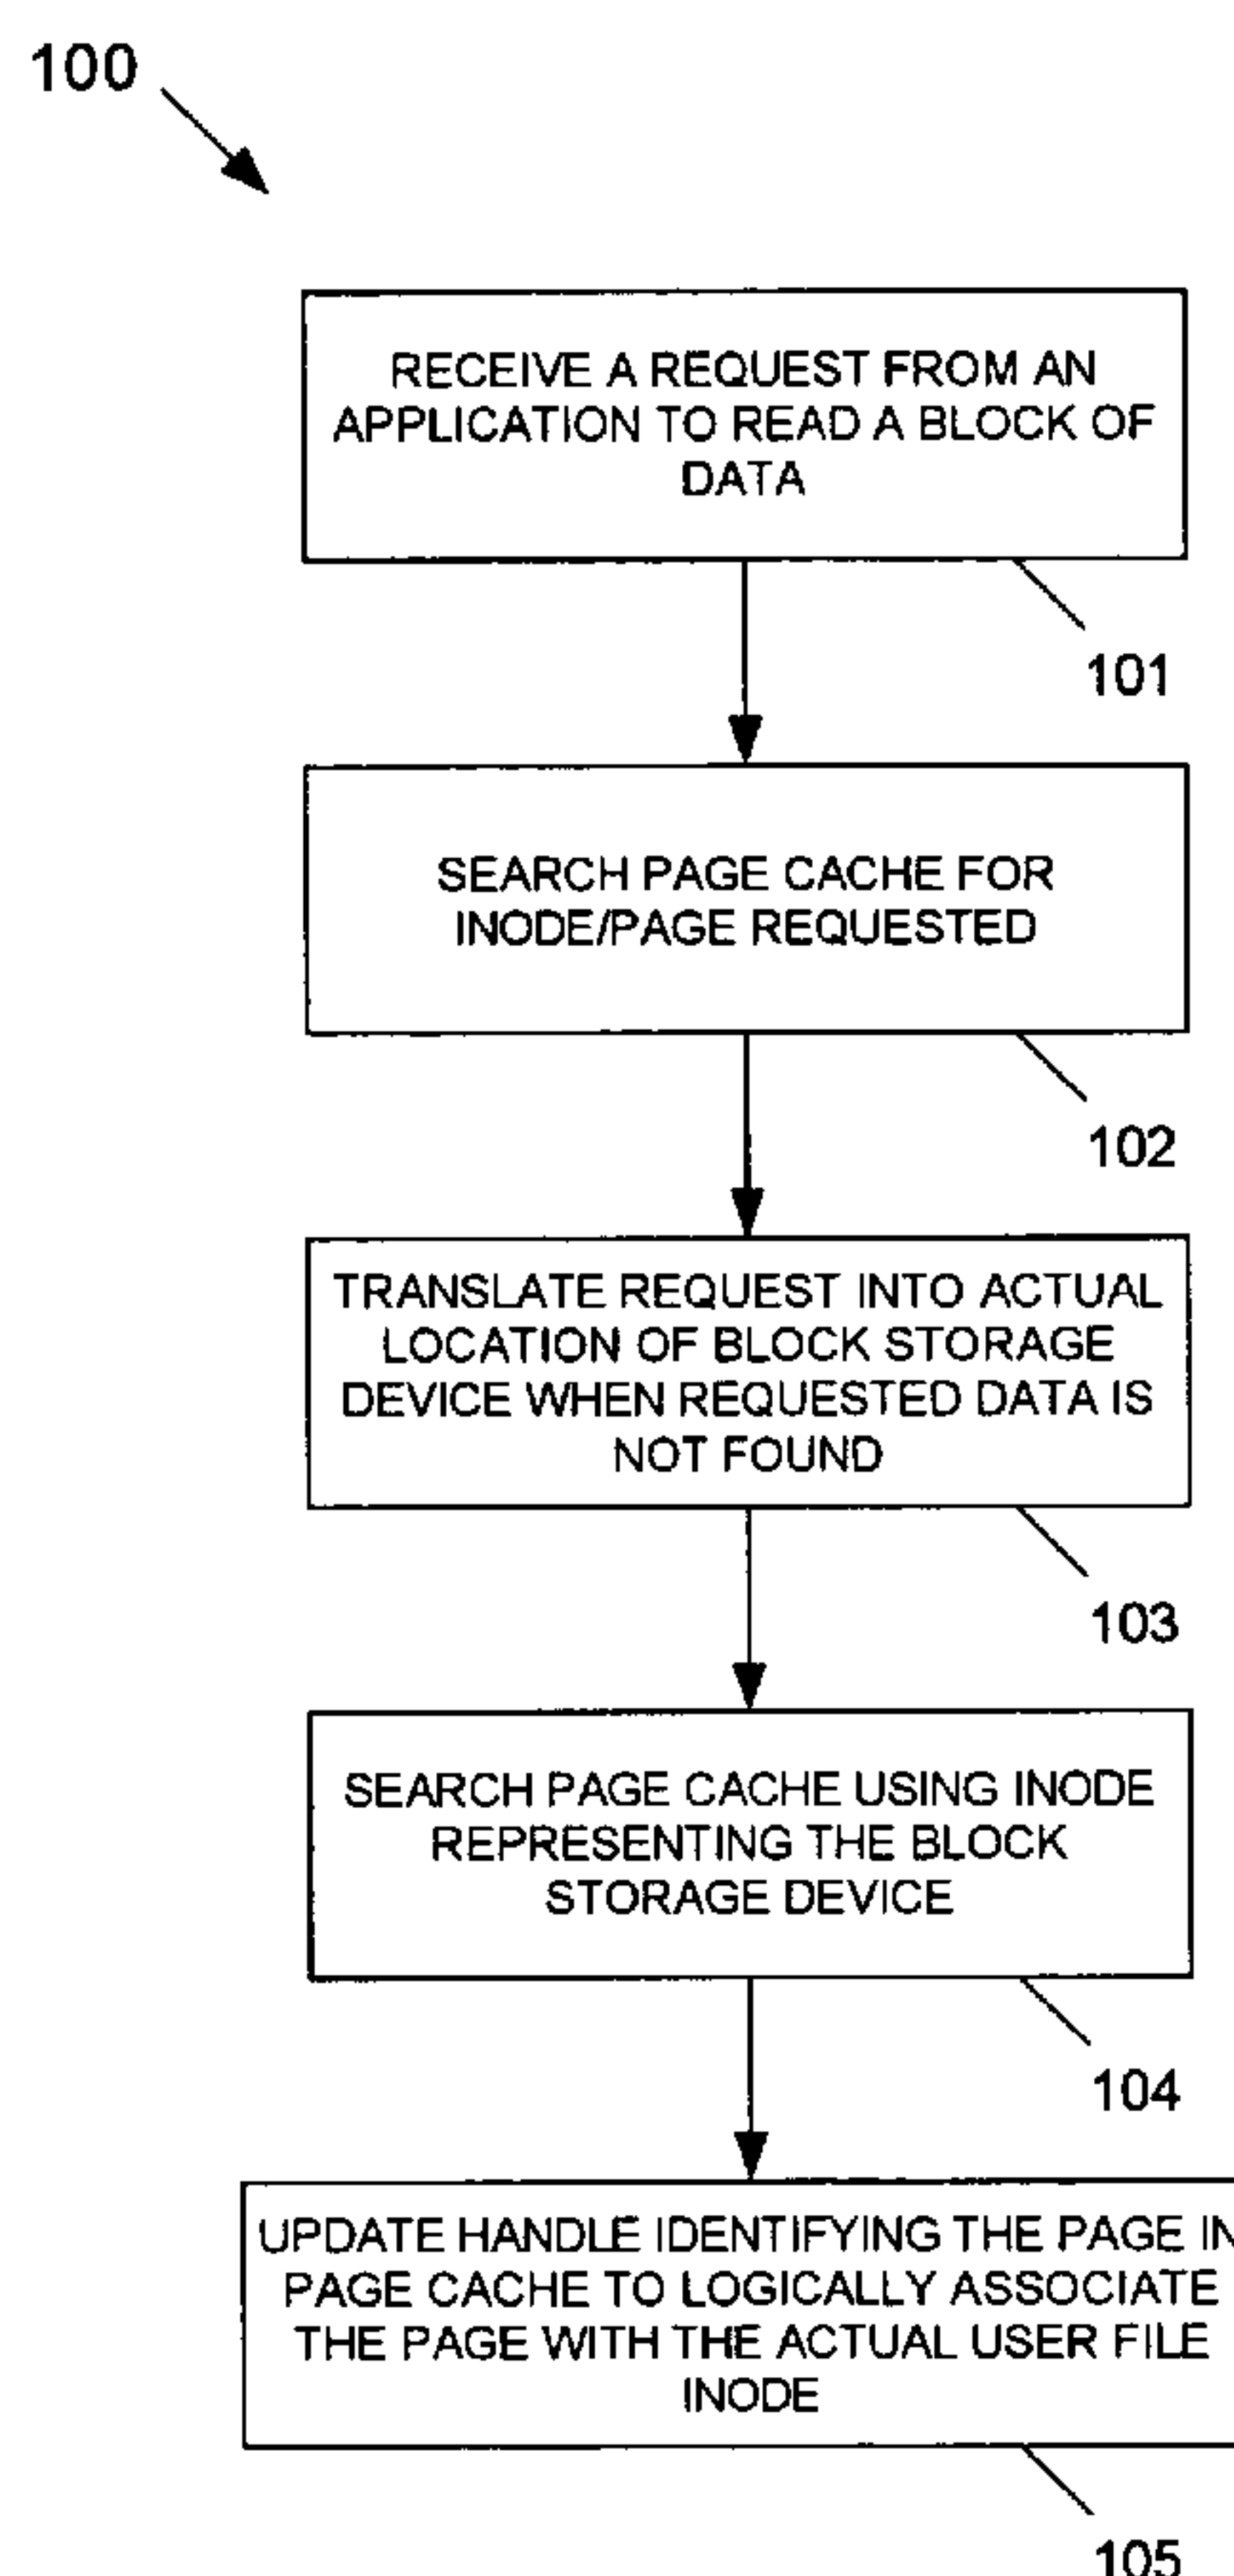 100
RECEIVE A REQUEST FROM AN
APPLICATION TO READ A BLOCK OF
DATA
101
SEARCH PAGE CACHE FOR
INODE/PAGE REQUESTED
102
TRANSLATE REQUEST INTO ACTUAL
LOCATION OF BLOCK STORAGE
DEVICE WHEN REQUESTED DATA IS
NOT FOUND
103
SEARCH PAGE CACHE USING INODE
REPRESENTING THE BLOCK
STORAGE DEVICE
104
UPDATE HANDLE IDENTIFYING THE PAGE IN
PAGE CACHE TO LOGICALLY ASSOCIATE
THE PAGE WITH THE ACTUAL USER FILE
INODE
105